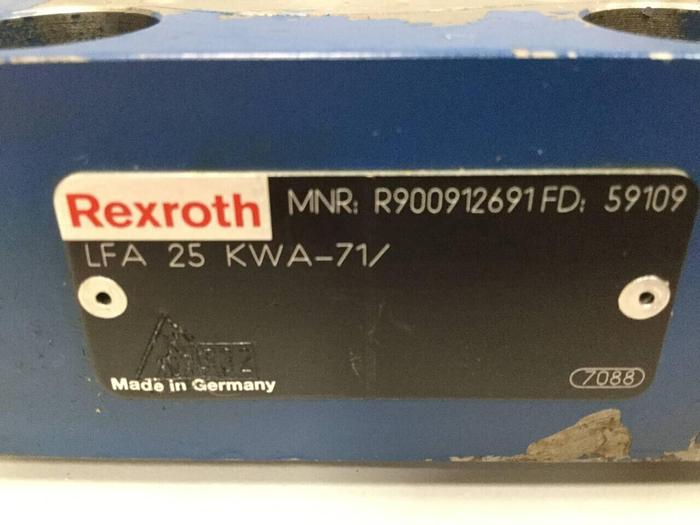 Rexroth MNR: R900912691 FD: 59109
LFA 25 KWA-71/
Made in Germany
7088